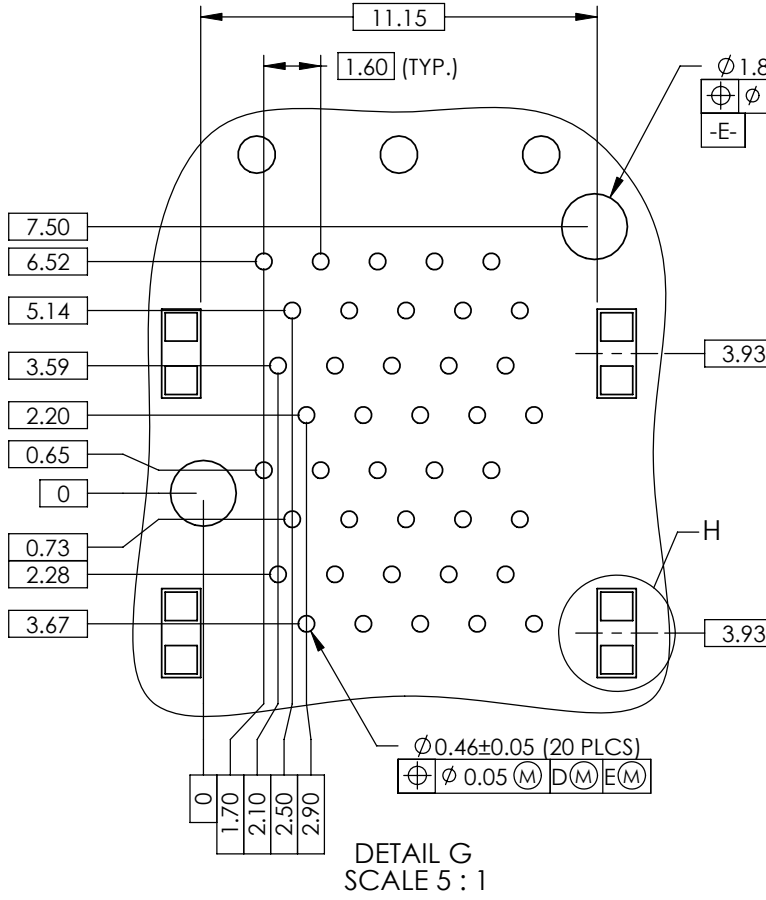 11.15
1.60 (TYP.)
Ø1.8
⌖ Ø
-E-
7.50
6.52
5.14
3.59
3.93
2.20
0.65
0
0.73
H
2.28
3.67
3.93
Ø0.46±0.05 (20 PLCS)
⌖ Ø 0.05 Ⓜ DⓂ EⓂ
0
1.70
2.10
2.50
2.90
DETAIL G
SCALE 5 : 1